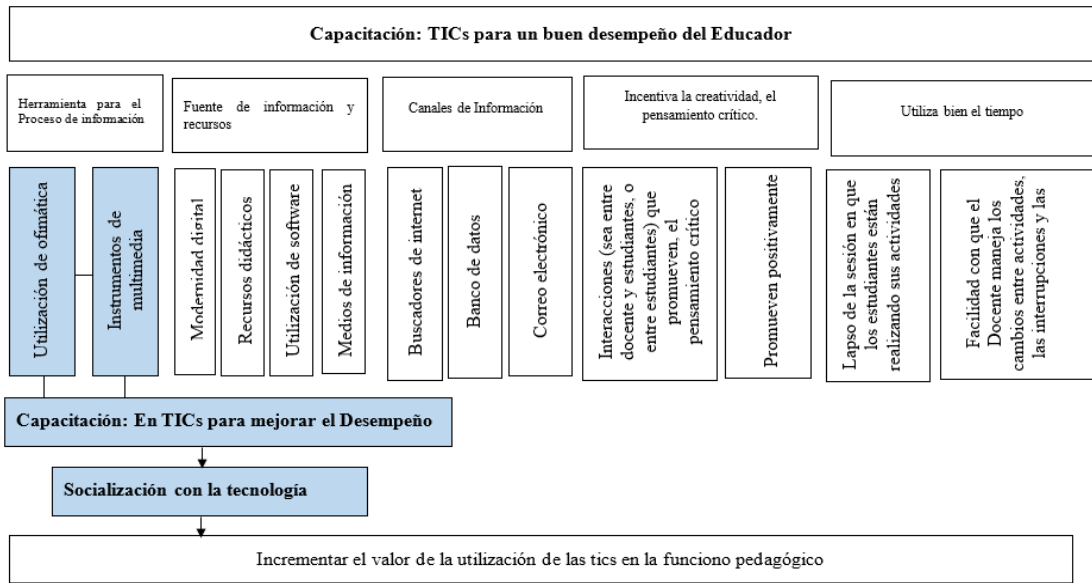 Capacitación: TICs para un buen desempeño del Educador
Herramienta para el
Proceso de información
Fuente de información y
recursos
Canales de Información
Incentiva la creatividad, el
pensamiento crítico.
Utiliza bien el tiempo
Utilización de ofimática
Instrumentos de
multimedia
Modernidad digital
Recursos didácticos
Utilización de software
Medios de información
Buscadores de internet
Banco de datos
Correo electrónico
Interacciones (sea entre
docente y estudiantes, o
entre estudiantes) que
promueven, el
pensamiento crítico
Promueven positivamente
Lapso de la sesión en que
los estudiantes están
realizando sus actividades
Facilidad con que el
Docente maneja los
cambios entre actividades,
las interrupciones y las
Capacitación: En TICs para mejorar el Desempeño
Socialización con la tecnología
Incrementar el valor de la utilización de las tics en la funciono pedagógico